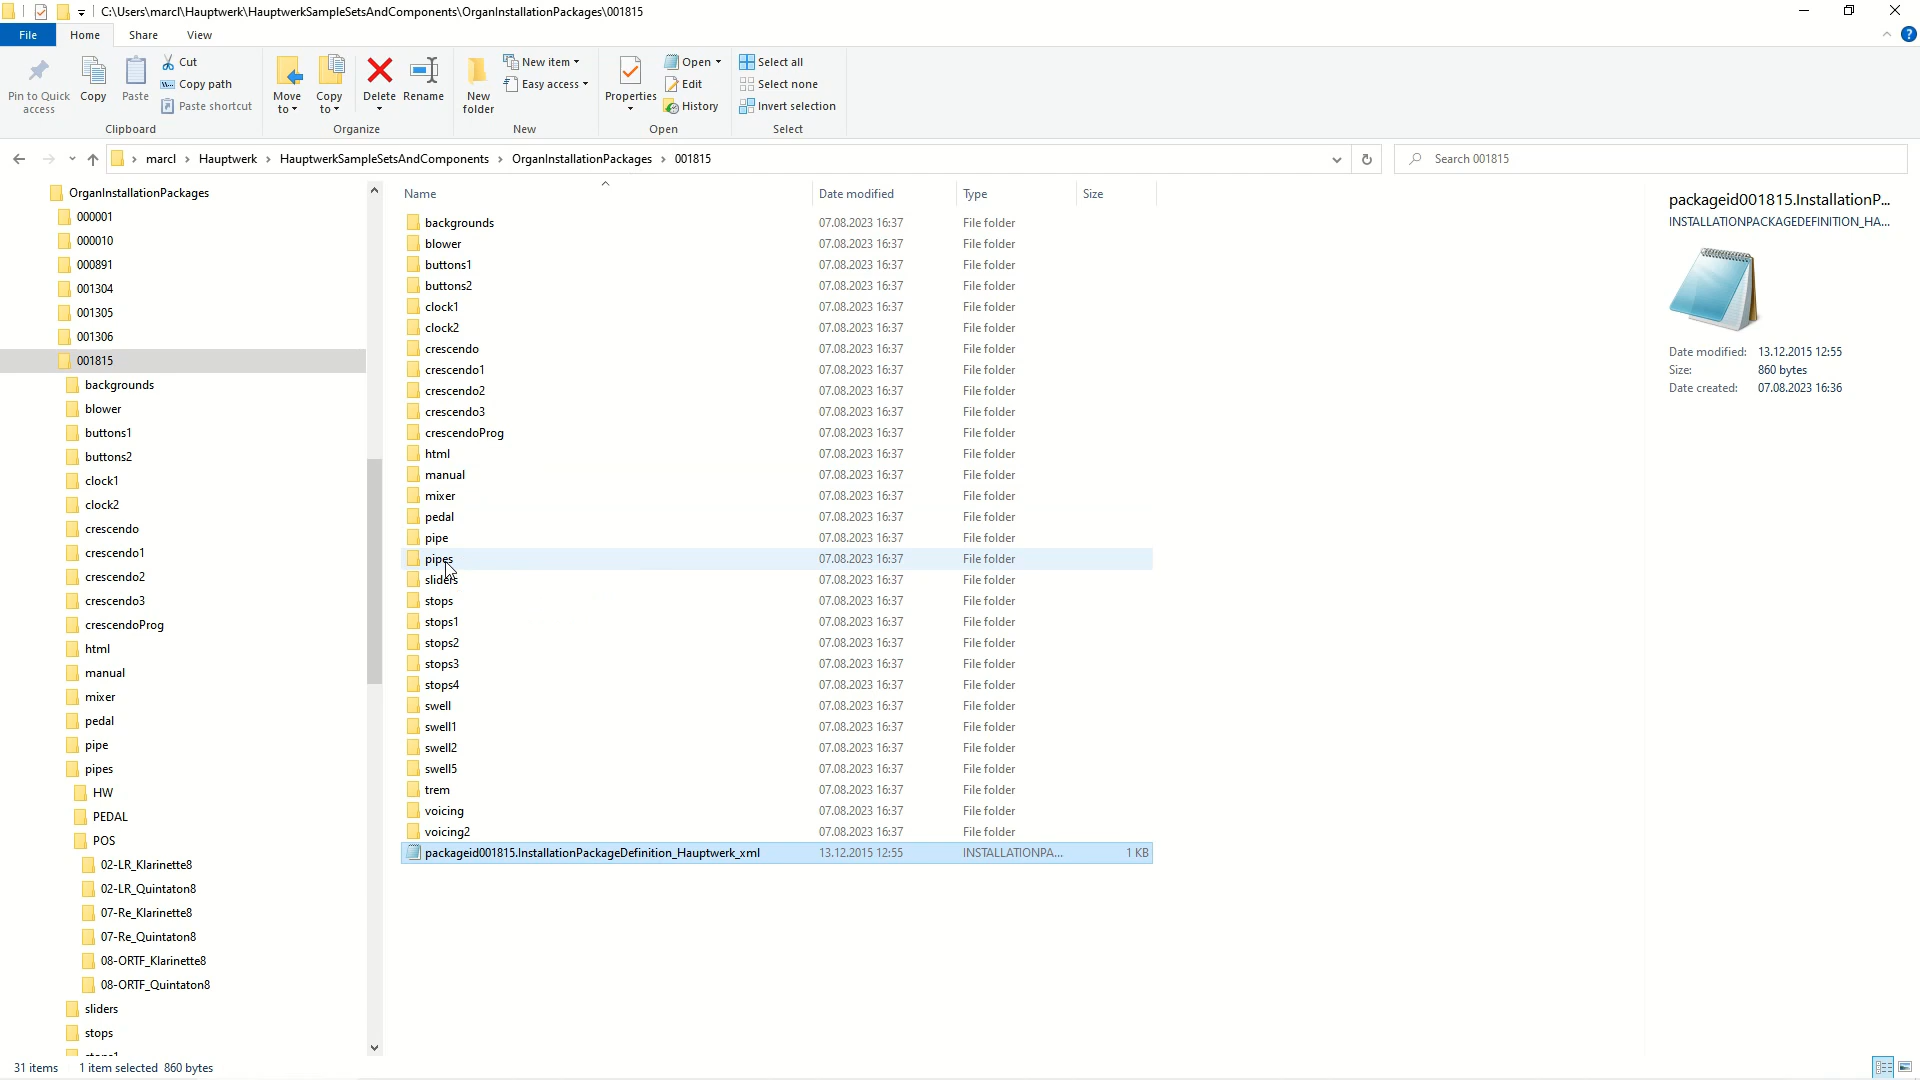 C:\Users\marcl\Hauptwerk\HauptwerkSampleSetsAndComponents\OrganInstallationPackages\001815
File Home Share View
Pin to Quick access
Copy
Paste
Cut
Copy path
Paste shortcut
Clipboard
Move to
Copy to
Delete
Rename
Organize
New folder
New item
Easy access
New
Properties
Open
Edit
History
Open
Select all
Select none
Invert selection
Select
marcl Hauptwerk HauptwerkSampleSetsAndComponents OrganInstallationPackages 001815
Search 001815
OrganInstallationPackages
000001
000010
000891
001304
001305
001306
001815
backgrounds
blower
buttons1
buttons2
clock1
clock2
crescendo
crescendo1
crescendo2
crescendo3
crescendoProg
html
manual
mixer
pedal
pipe
pipes
HW
PEDAL
POS
02-LR_Klarinette8
02-LR_Quintaton8
07-Re_Klarinette8
07-Re_Quintaton8
08-ORTF_Klarinette8
08-ORTF_Quintaton8
sliders
stops
Name Date modified Type Size
backgrounds 07.08.2023 16:37 File folder
blower 07.08.2023 16:37 File folder
buttons1 07.08.2023 16:37 File folder
buttons2 07.08.2023 16:37 File folder
clock1 07.08.2023 16:37 File folder
clock2 07.08.2023 16:37 File folder
crescendo 07.08.2023 16:37 File folder
crescendo1 07.08.2023 16:37 File folder
crescendo2 07.08.2023 16:37 File folder
crescendo3 07.08.2023 16:37 File folder
crescendoProg 07.08.2023 16:37 File folder
html 07.08.2023 16:37 File folder
manual 07.08.2023 16:37 File folder
mixer 07.08.2023 16:37 File folder
pedal 07.08.2023 16:37 File folder
pipe 07.08.2023 16:37 File folder
pipes 07.08.2023 16:37 File folder
sliders 07.08.2023 16:37 File folder
stops 07.08.2023 16:37 File folder
stops1 07.08.2023 16:37 File folder
stops2 07.08.2023 16:37 File folder
stops3 07.08.2023 16:37 File folder
stops4 07.08.2023 16:37 File folder
swell 07.08.2023 16:37 File folder
swell1 07.08.2023 16:37 File folder
swell2 07.08.2023 16:37 File folder
swell5 07.08.2023 16:37 File folder
trem 07.08.2023 16:37 File folder
voicing 07.08.2023 16:37 File folder
voicing2 07.08.2023 16:37 File folder
packageid001815.InstallationPackageDefinition_Hauptwerk_xml 13.12.2015 12:55 INSTALLATIONPA... 1 KB
packageid001815.InstallationP...
INSTALLATIONPACKAGEDEFINITION_HA...
Date modified: 13.12.2015 12:55
Size: 860 bytes
Date created: 07.08.2023 16:36
31 items 1 item selected 860 bytes